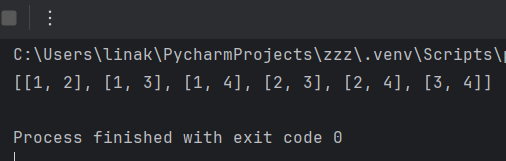 C:\Users\linak\PycharmProjects\zzz\.venv\Scripts\
[[1, 2], [1, 3], [1, 4], [2, 3], [2, 4], [3, 4]]
Process finished with exit code 0